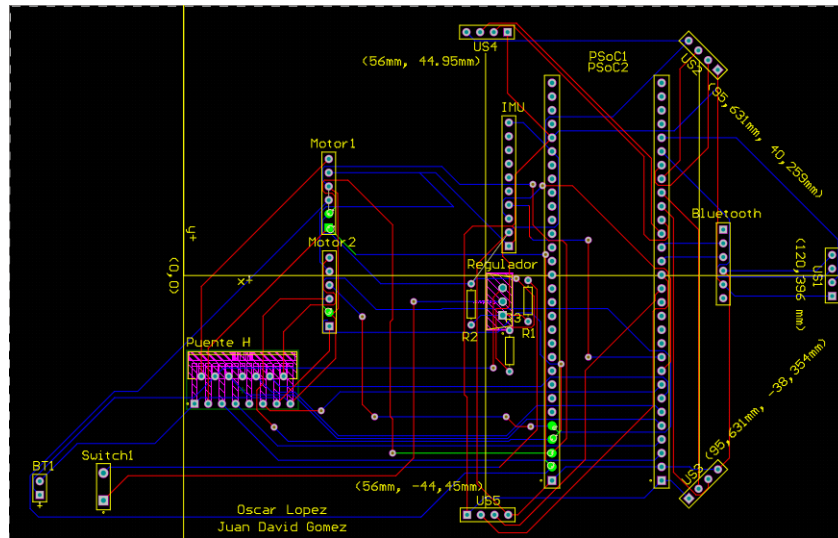 US4
PSoC1
PSoC2
US2
(56mm, 44.95mm)
(95,631mm, 40,259mm)
IMU
Motor1
Bluetooth
y+
Motor2
(0,0)
x+
Regulador
US1
(120,396 mm)
R3
R2
R1
Puente H
(95,631mm, -38,354mm)
BT1
Switch1
(56mm, -44,45mm)
US3
US5
+
Oscar Lopez
Juan David Gomez